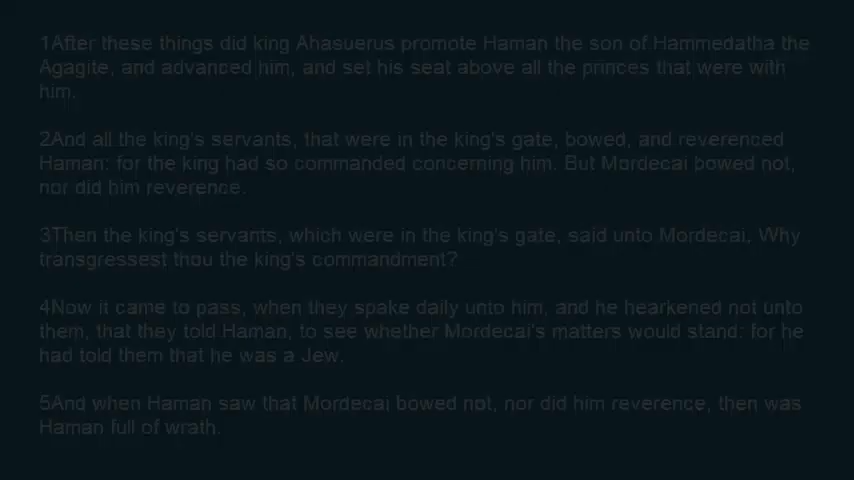 1After these things did king Ahasuerus promote Haman the son of Hammedatha the
Agagite, and advanced him, and set his seat above all the princes that were with
him.
2And all the king's servants, that were in the king's gate, bowed, and reverenced
Haman: for the king had so commanded concerning him. But Mordecai bowed not,
nor did him reverence.
3Then the king's servants, which were in the king's gate, said unto Mordecai, Why
transgressest thou the king's commandment?
4Now it came to pass, when they spake daily unto him, and he hearkened not unto
them, that they told Haman, to see whether Mordecai's matters would stand: for he
had told them that he was a Jew.
5And when Haman saw that Mordecai bowed not, nor did him reverence, then was
Haman full of wrath.